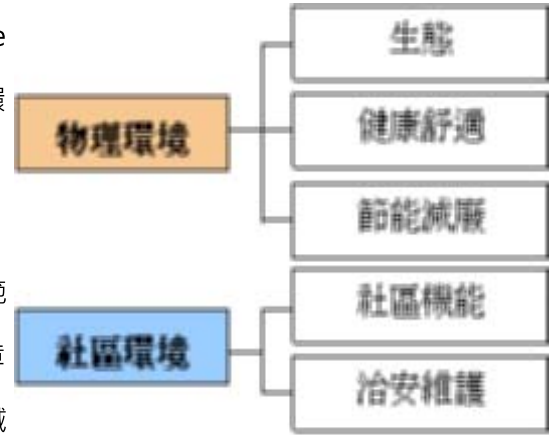 e
物理環境
生態
健康舒適
節能減廢
社區環境
社區機能
治安維護